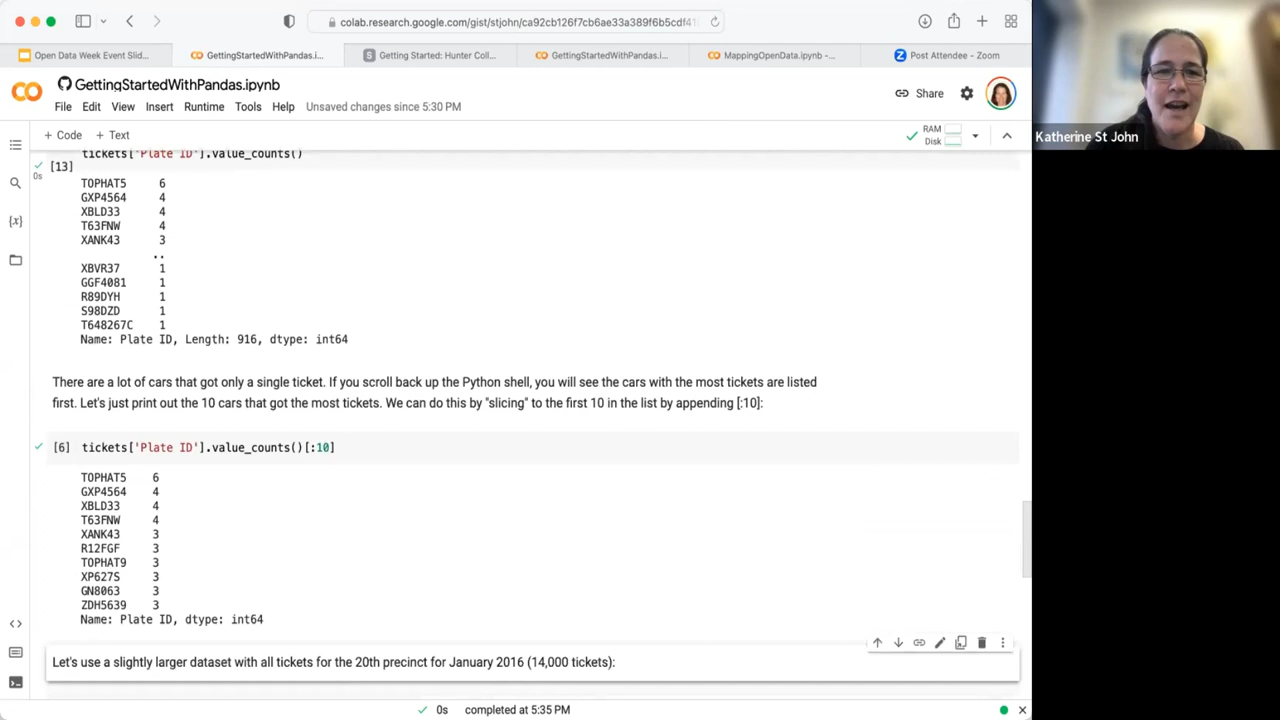 colab.research.google.com/gist/stjohn/ca92cb126f7cb6ae33a389f6b5cdf41
Open Data Week Event Slid...
GettingStartedWithPandas.i...
Getting Started: Hunter Coll...
GettingStartedWithPandas.i...
MappingOpenData.ipynb -...
Post Attendee - Zoom
GettingStartedWithPandas.ipynb
File Edit View Insert Runtime Tools Help Unsaved changes since 5:30 PM
Share
Katherine St John
+ Code + Text
RAM
Disk
tickets['Plate ID'].value_counts()
[13]
0s
TOPHAT5 6
GXP4564 4
XBLD33 4
T63FNW 4
XANK43 3
..
XBVR37 1
GGF4081 1
R89DYH 1
S98DZD 1
T648267C 1
Name: Plate ID, Length: 916, dtype: int64
There are a lot of cars that got only a single ticket. If you scroll back up the Python shell, you will see the cars with the most tickets are listed
first. Let's just print out the 10 cars that got the most tickets. We can do this by "slicing" to the first 10 in the list by appending [:10]:
[6] tickets['Plate ID'].value_counts()[:10]
TOPHAT5 6
GXP4564 4
XBLD33 4
T63FNW 4
XANK43 3
R12FGF 3
TOPHAT9 3
XP627S 3
GN8063 3
ZDH5639 3
Name: Plate ID, dtype: int64
Let's use a slightly larger dataset with all tickets for the 20th precinct for January 2016 (14,000 tickets):
0s completed at 5:35 PM